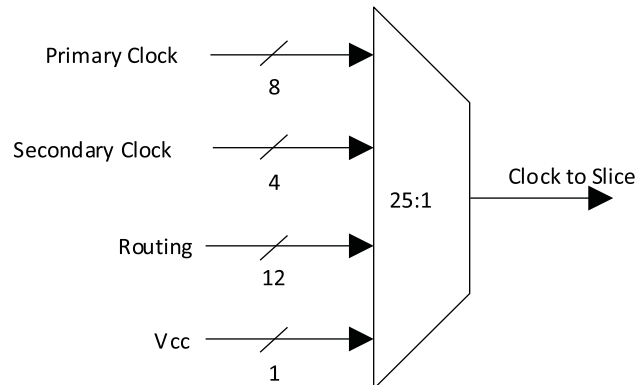 Primary Clock
8
Secondary Clock
4
Routing
12
Vcc
1
25:1
Clock to Slice